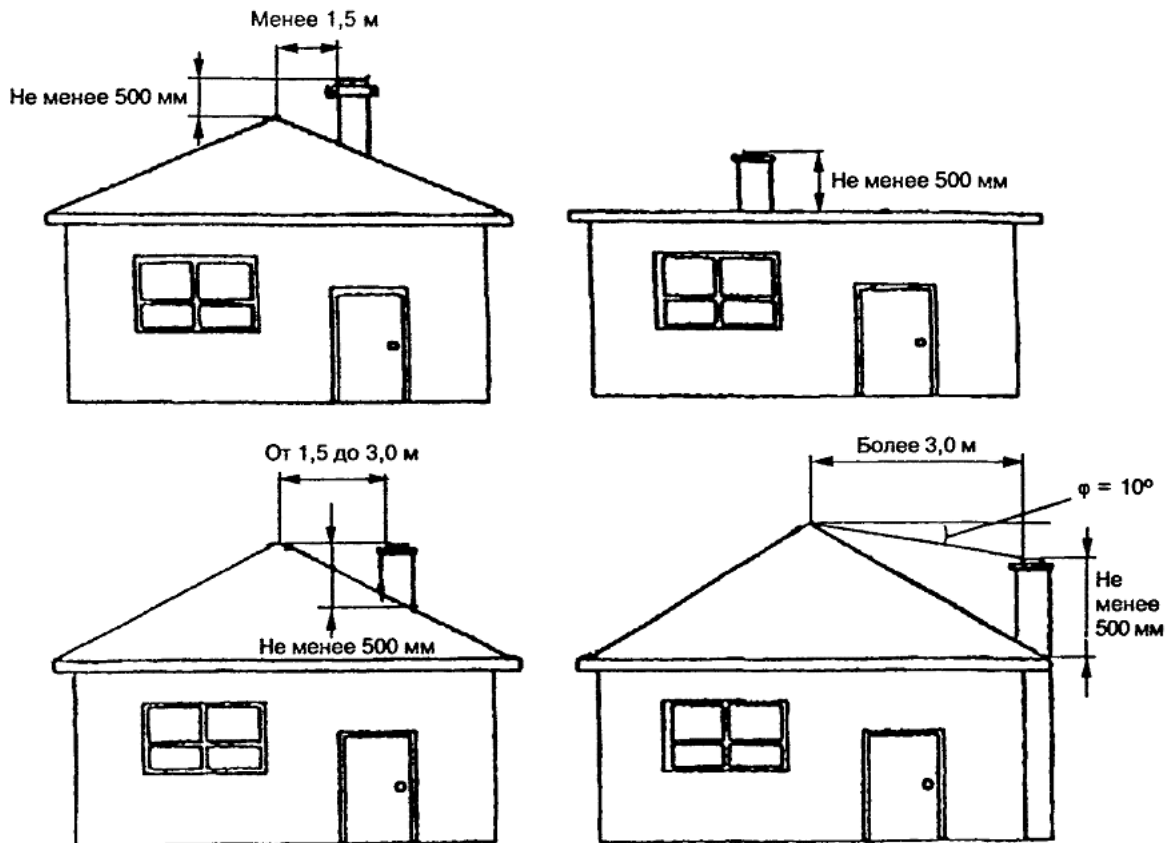 Менее 1,5 м
Не менее 500 мм
Не менее 500 мм
От 1,5 до 3,0 м
Не менее 500 мм
Более 3,0 м
φ = 10°
Не
менее
500 мм